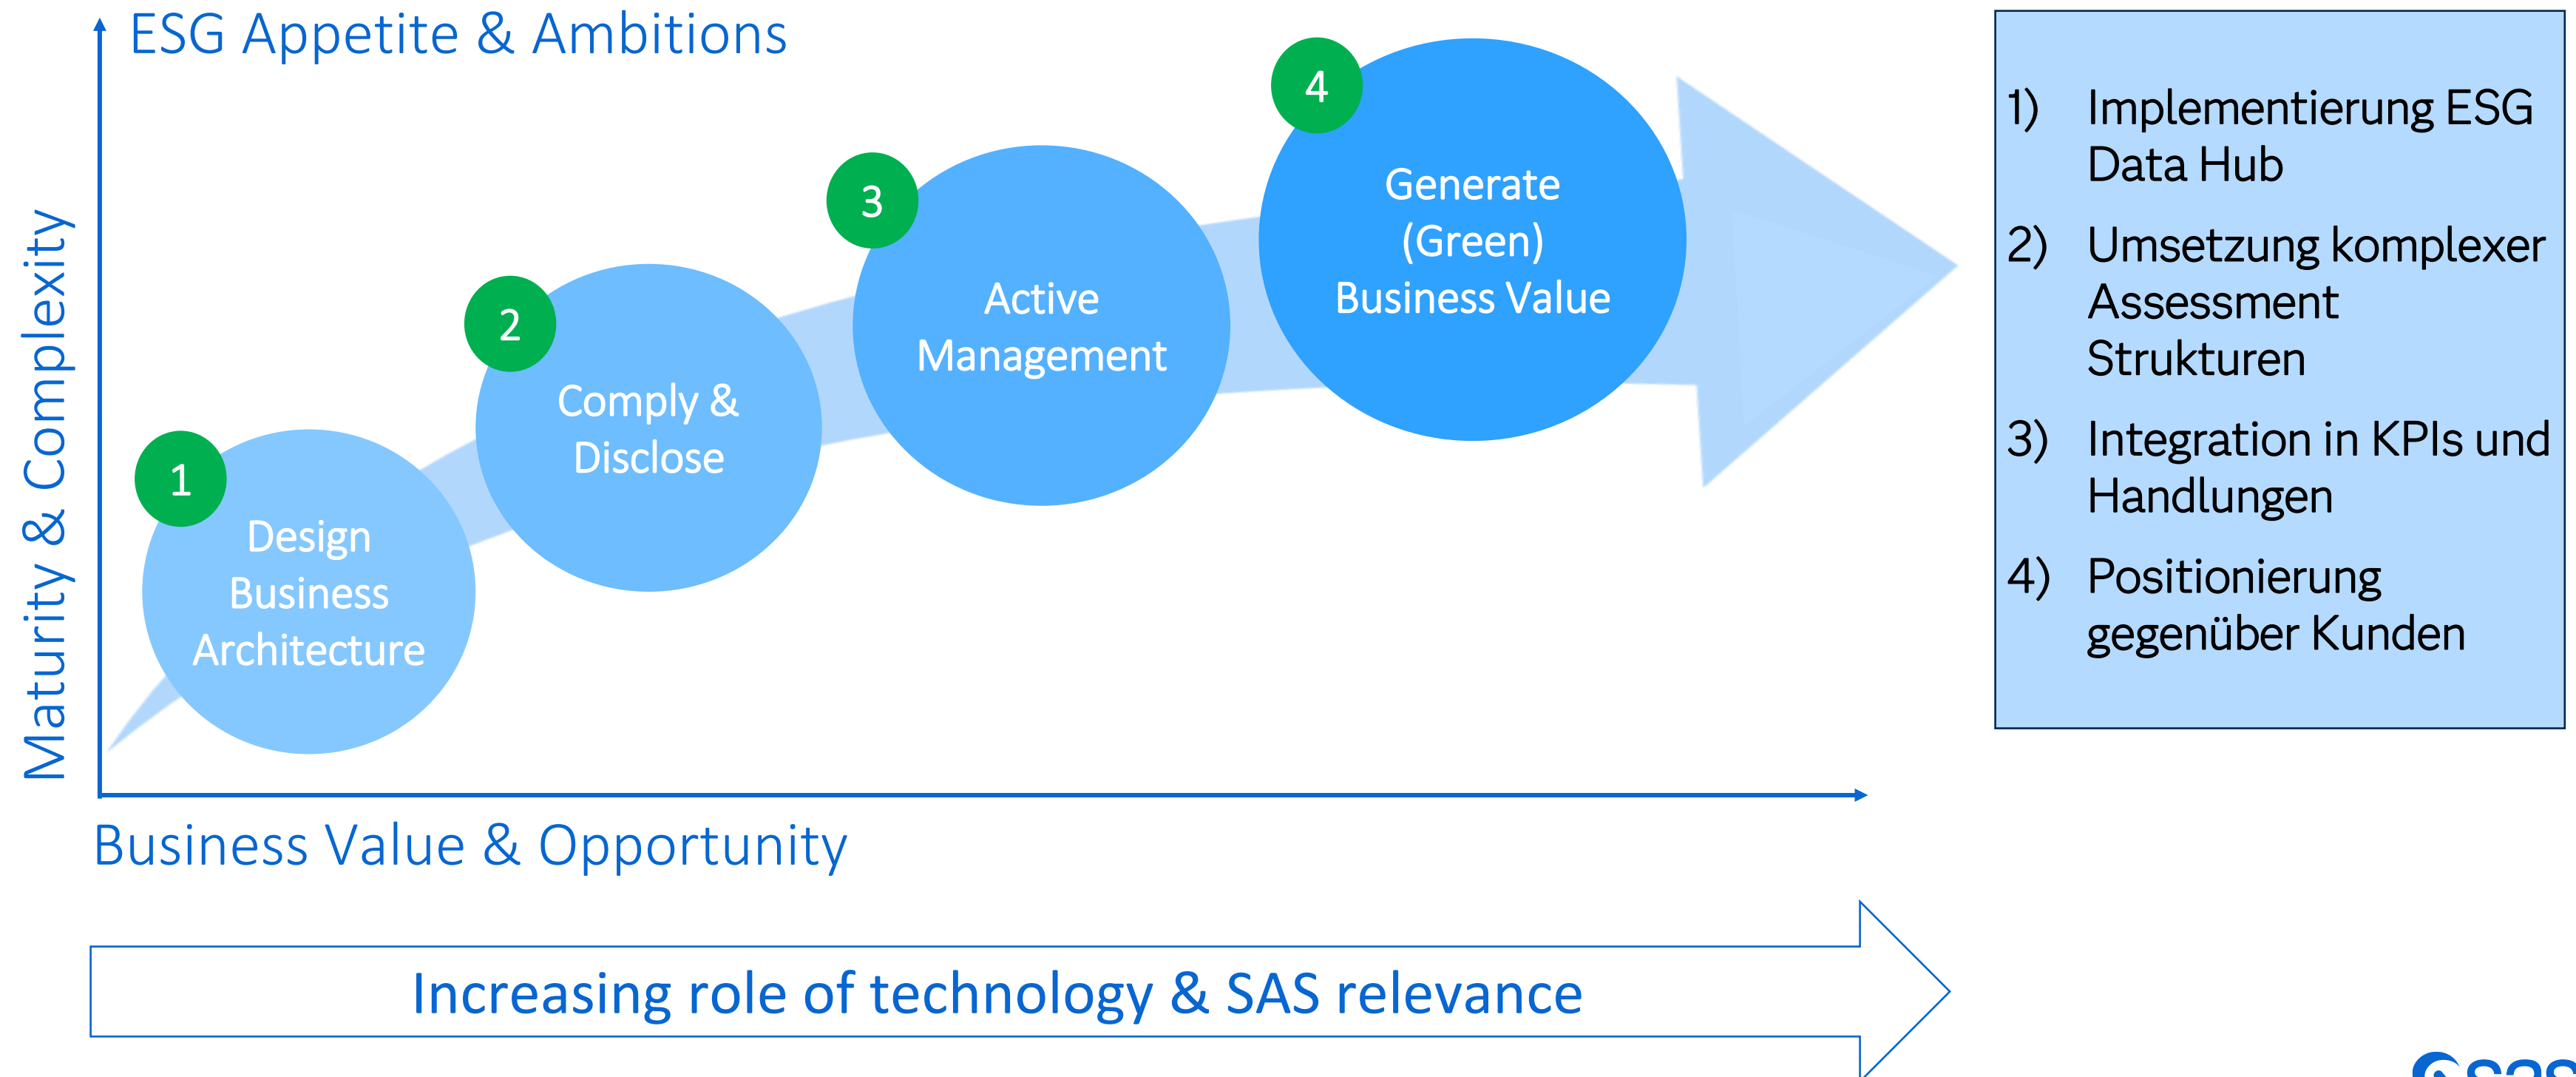 ESG Appetite & Ambitions
Maturity & Complexity
1
Design
Business
Architecture
2
Comply &
Disclose
3
Active
Management
4
Generate
(Green)
Business Value
Business Value & Opportunity
Increasing role of technology & SAS relevance
1) Implementierung ESG
Data Hub
2) Umsetzung komplexer
Assessment
Strukturen
3) Integration in KPIs und
Handlungen
4) Positionierung
gegenüber Kunden
sas